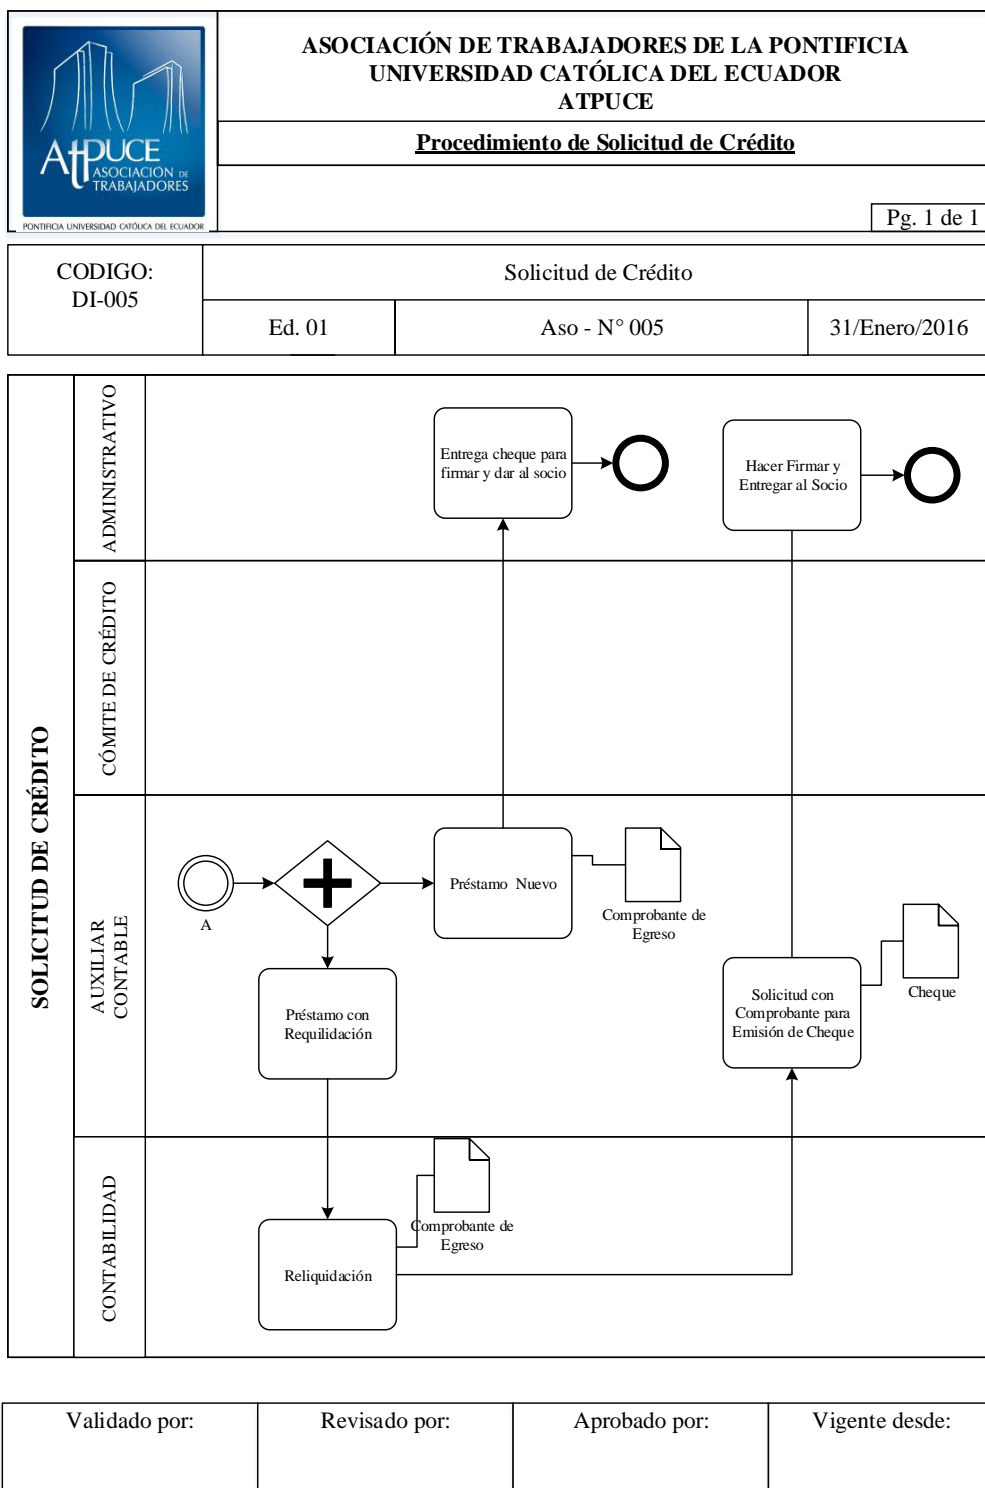 ASOCIACIÓN DE TRABAJADORES DE LA PONTIFICIA
UNIVERSIDAD CATÓLICA DEL ECUADOR
ATPUCE
Procedimiento de Solicitud de Crédito
Pg. 1 de 1
AtPUCE
ASOCIACIÓN DE
TRABAJADORES
PONTIFICIA UNIVERSIDAD CATÓLICA DEL ECUADOR
CODIGO:
DI-005
Solicitud de Crédito
Ed. 01
Aso - N° 005
31/Enero/2016
SOLICITUD DE CRÉDITO
ADMINISTRATIVO
Entrega cheque para
firmar y dar al socio
Hacer Firmar y
Entregar al Socio
CÓMITE DE CRÉDITO
AUXILIAR
CONTABLE
A
Préstamo Nuevo
Comprobante de
Egreso
Préstamo con
Requilidación
Solicitud con
Comprobante para
Emisión de Cheque
Cheque
CONTABILIDAD
Reliquidación
Comprobante de
Egreso
Validado por:
Revisado por:
Aprobado por:
Vigente desde: